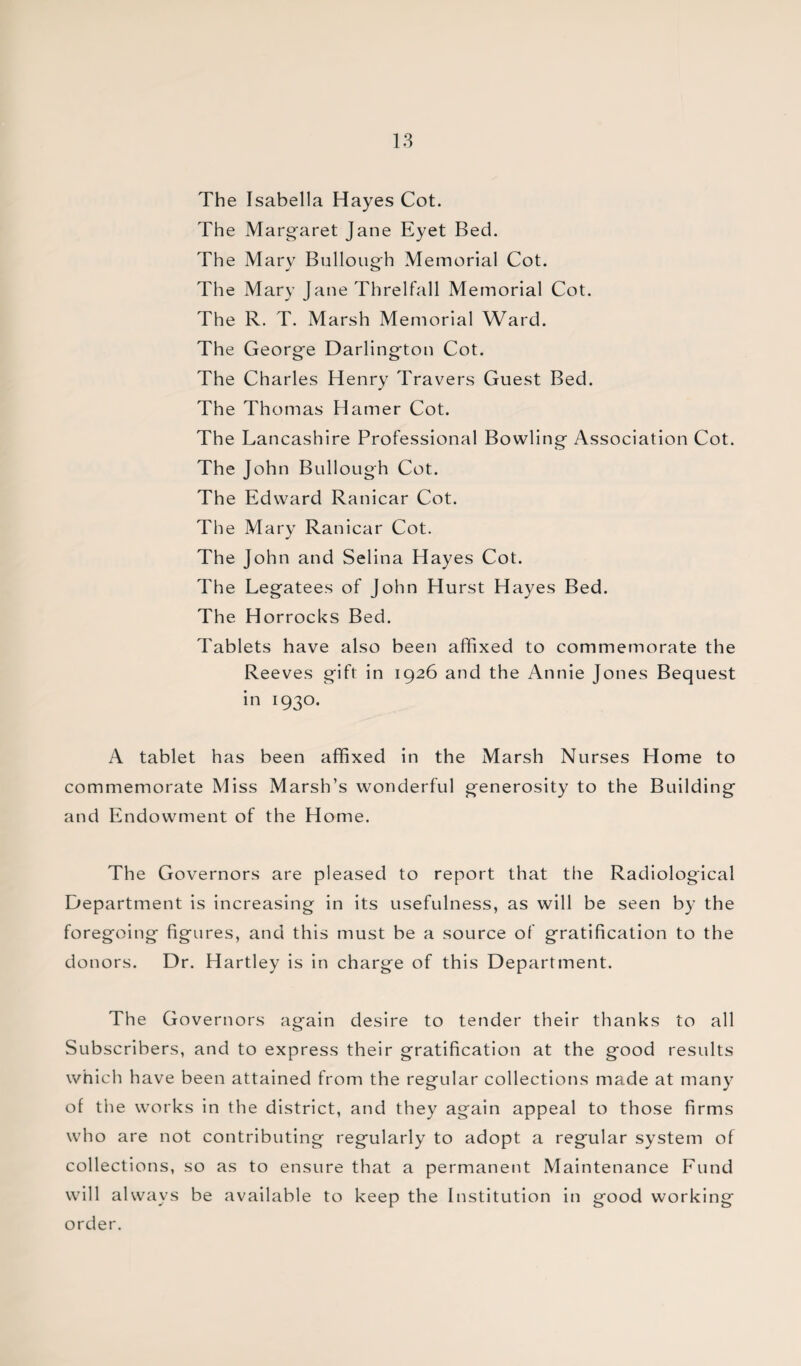 13
The Isabella Hayes Cot.
The Margaret Jane Eyet Bed.
The Mary Bullough Memorial Cot.
The Mary Jane Threlfall Memorial Cot.
The R. T. Marsh Memorial Ward.
The George Darlington Cot.
The Charles Henry Travers Guest Bed.
The Thomas Hamer Cot.
The Lancashire Professional Bowling Association Cot.
The John Bullough Cot.
The Edward Ranicar Cot.
The Mary Ranicar Cot.
The John and Selina Hayes Cot.
The Legatees of John Hurst Hayes Bed.
The Horrocks Bed.
Tablets have also been affixed to commemorate the
Reeves gift in 1926 and the Annie Jones Bequest
in 1930.
A tablet has been affixed in the Marsh Nurses Home to
commemorate Miss Marsh's wonderful generosity to the Building
and Endowment of the Home.
The Governors are pleased to report that the Radiological
Department is increasing in its usefulness, as will be seen by the
foregoing figures, and this must be a source of gratification to the
donors. Dr. Hartley is in charge of this Department.
The Governors again desire to tender their thanks to all
Subscribers, and to express their gratification at the good results
which have been attained from the regular collections made at many
of the works in the district, and they again appeal to those firms
who are not contributing regularly to adopt a regular system of
collections, so as to ensure that a permanent Maintenance Fund
will always be available to keep the Institution in good working
order.